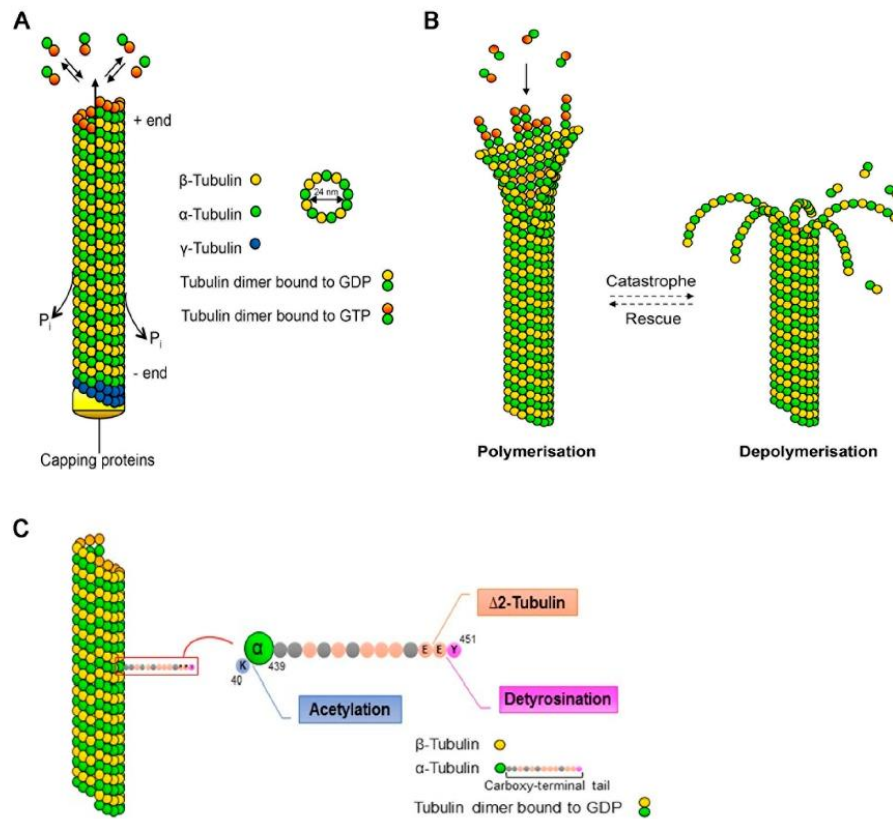 A
+ end
β-Tubulin
α-Tubulin
γ-Tubulin
24 nm
Tubulin dimer bound to GDP
Tubulin dimer bound to GTP
Pi
Pi
- end
Capping proteins
B
Catastrophe
Rescue
Polymerisation
Depolymerisation
C
Δ2-Tubulin
α
E E Y
451
K
40
439
Acetylation
Detyrosination
β-Tubulin
α-Tubulin
Carboxy-terminal tail
Tubulin dimer bound to GDP